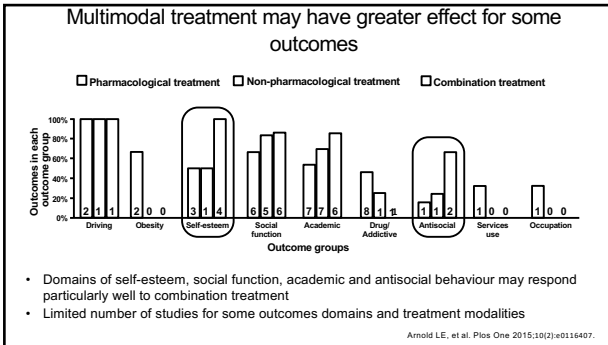 Multimodal treatment may have greater effect for some
outcomes
Pharmacological treatment Non-pharmacological treatment Combination treatment
Outcomes in each
outcome group
100%
80%
60%
40%
20%
0%
2 1 1 2 0 0 3 1 4 6 5 6 7 7 6 8 1 1 1 1 2 1 0 0 1 0 0
Driving Obesity Self-esteem Social
function Academic Drug/
Addictive Antisocial Services
use Occupation
Outcome groups
• Domains of self-esteem, social function, academic and antisocial behaviour may respond
particularly well to combination treatment
• Limited number of studies for some outcomes domains and treatment modalities
Arnold LE, et al. Plos One 2015;10(2):e0116407.